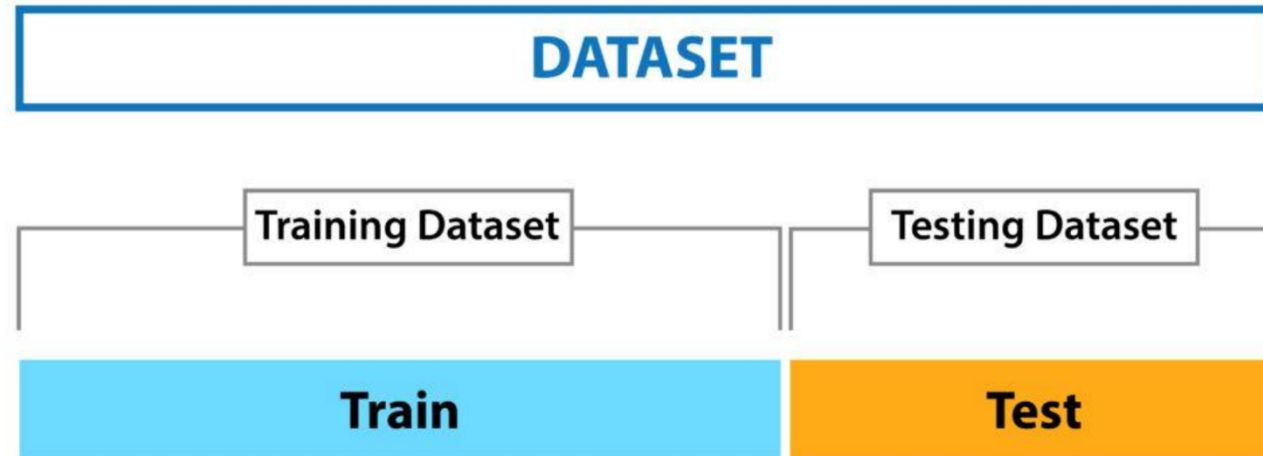 DATASET
Training Dataset
Testing Dataset
Train
Test